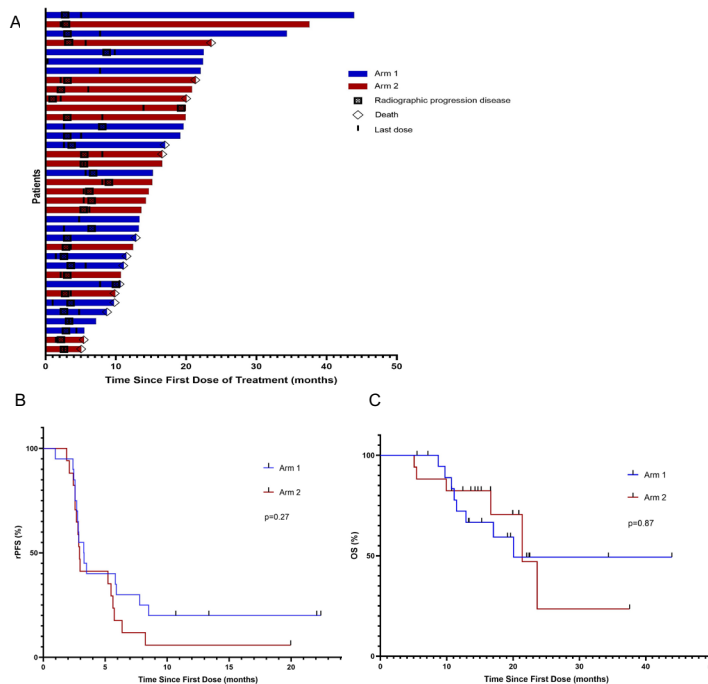 A
Patients
Arm 1
Arm 2
Radiographic progression disease
Death
Last dose
0 10 20 30 40 50
Time Since First Dose of Treatment (months)
B
100
50
0
rPFS (%)
Arm 1
Arm 2
p=0.27
0 5 10 15 20
Time Since First Dose (months)
C
100
50
0
OS (%)
Arm 1
Arm 2
p=0.87
0 10 20 30 40
Time Since First Dose (months)